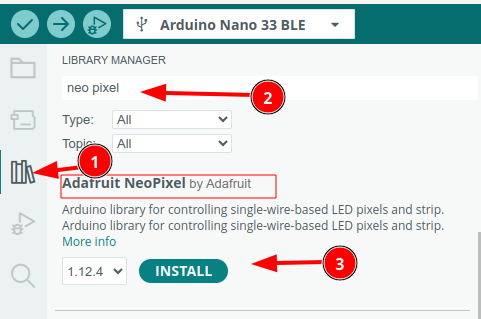 Arduino Nano 33 BLE
LIBRARY MANAGER
neo pixel
2
Type: All
Topic: All
1
Adafruit NeoPixel by Adafruit
Arduino library for controlling single-wire-based LED pixels and strip.
Arduino library for controlling single-wire-based LED pixels and strip.
More info
1.12.4 INSTALL
3